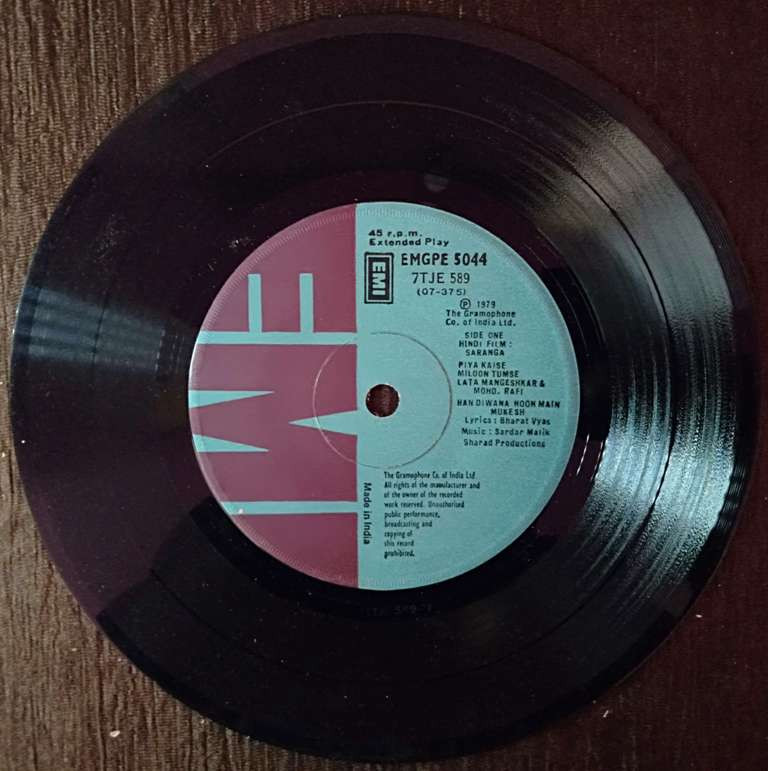 45 r.p.m.
Extended Play
EMI
EMGPE 5044
7TJE 589
(G7-375)
℗ 1979
The Gramophone
Co. of India Ltd.
SIDE ONE
HINDI FILM :
SARANGA
PIYA KAISE
MILOON TUMSE
LATA MANGESHKAR &
MOHD. RAFI
HAN DIWANA HOON MAIN
MUKESH
Lyrics : Bharat Vyas
Music : Sardar Malik
Sharad Productions
The Gramophone Co. of India Ltd
All rights of the manufacturer and
of the owner of the recorded
work reserved. Unauthorised
public performance,
broadcasting and
copying of
this record
prohibited.
Made in India
EMI